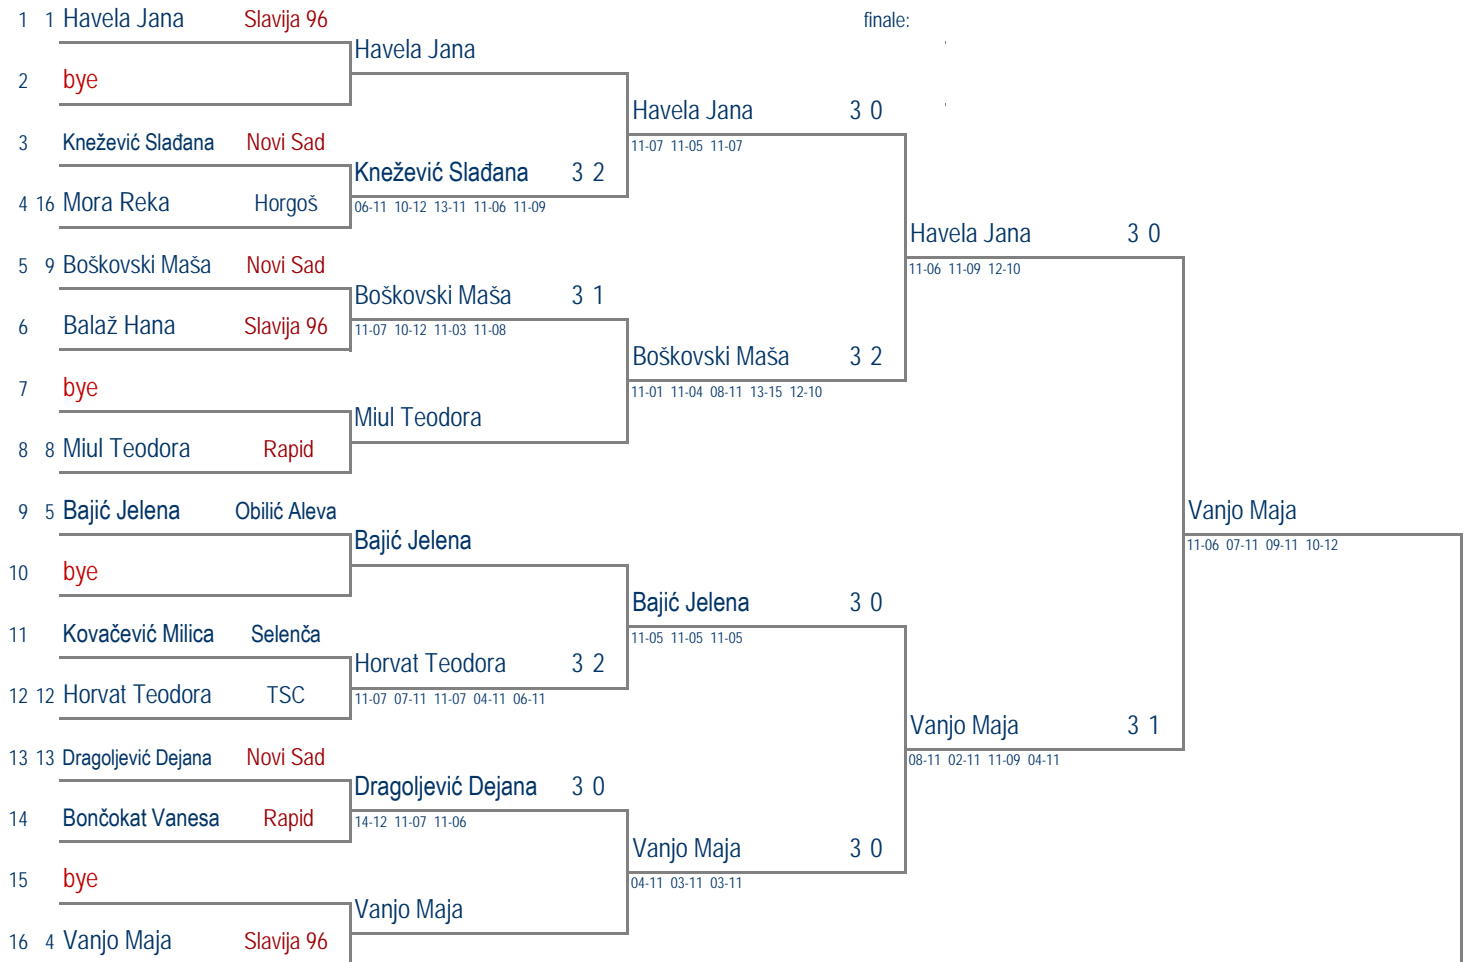 1 1 Havela Jana Slavija 96 finale:
Havela Jana
2 bye
Havela Jana 3 0
3 Knežević Slađana Novi Sad
11-07 11-05 11-07
Knežević Slađana 3 2
4 16 Mora Reka Horgoš
06-11 10-12 13-11 11-06 11-09
Havela Jana 3 0
5 9 Boškovski Maša Novi Sad
11-06 11-09 12-10
Boškovski Maša 3 1
6 Balaž Hana Slavija 96
11-07 10-12 11-03 11-08
Boškovski Maša 3 2
7 bye
11-01 11-04 08-11 13-15 12-10
Miul Teodora
8 8 Miul Teodora Rapid
9 5 Bajić Jelena Obilić Aleva
Vanjo Maja
Bajić Jelena
11-06 07-11 09-11 10-12
10 bye
Bajić Jelena 3 0
11 Kovačević Milica Selenča
11-05 11-05 11-05
Horvat Teodora 3 2
12 12 Horvat Teodora TSC
11-07 07-11 11-07 04-11 06-11
Vanjo Maja 3 1
13 13 Dragoljević Dejana Novi Sad
08-11 02-11 11-09 04-11
Dragoljević Dejana 3 0
14 Bončokat Vanesa Rapid
14-12 11-07 11-06
Vanjo Maja 3 0
15 bye
04-11 03-11 03-11
Vanjo Maja
16 4 Vanjo Maja Slavija 96